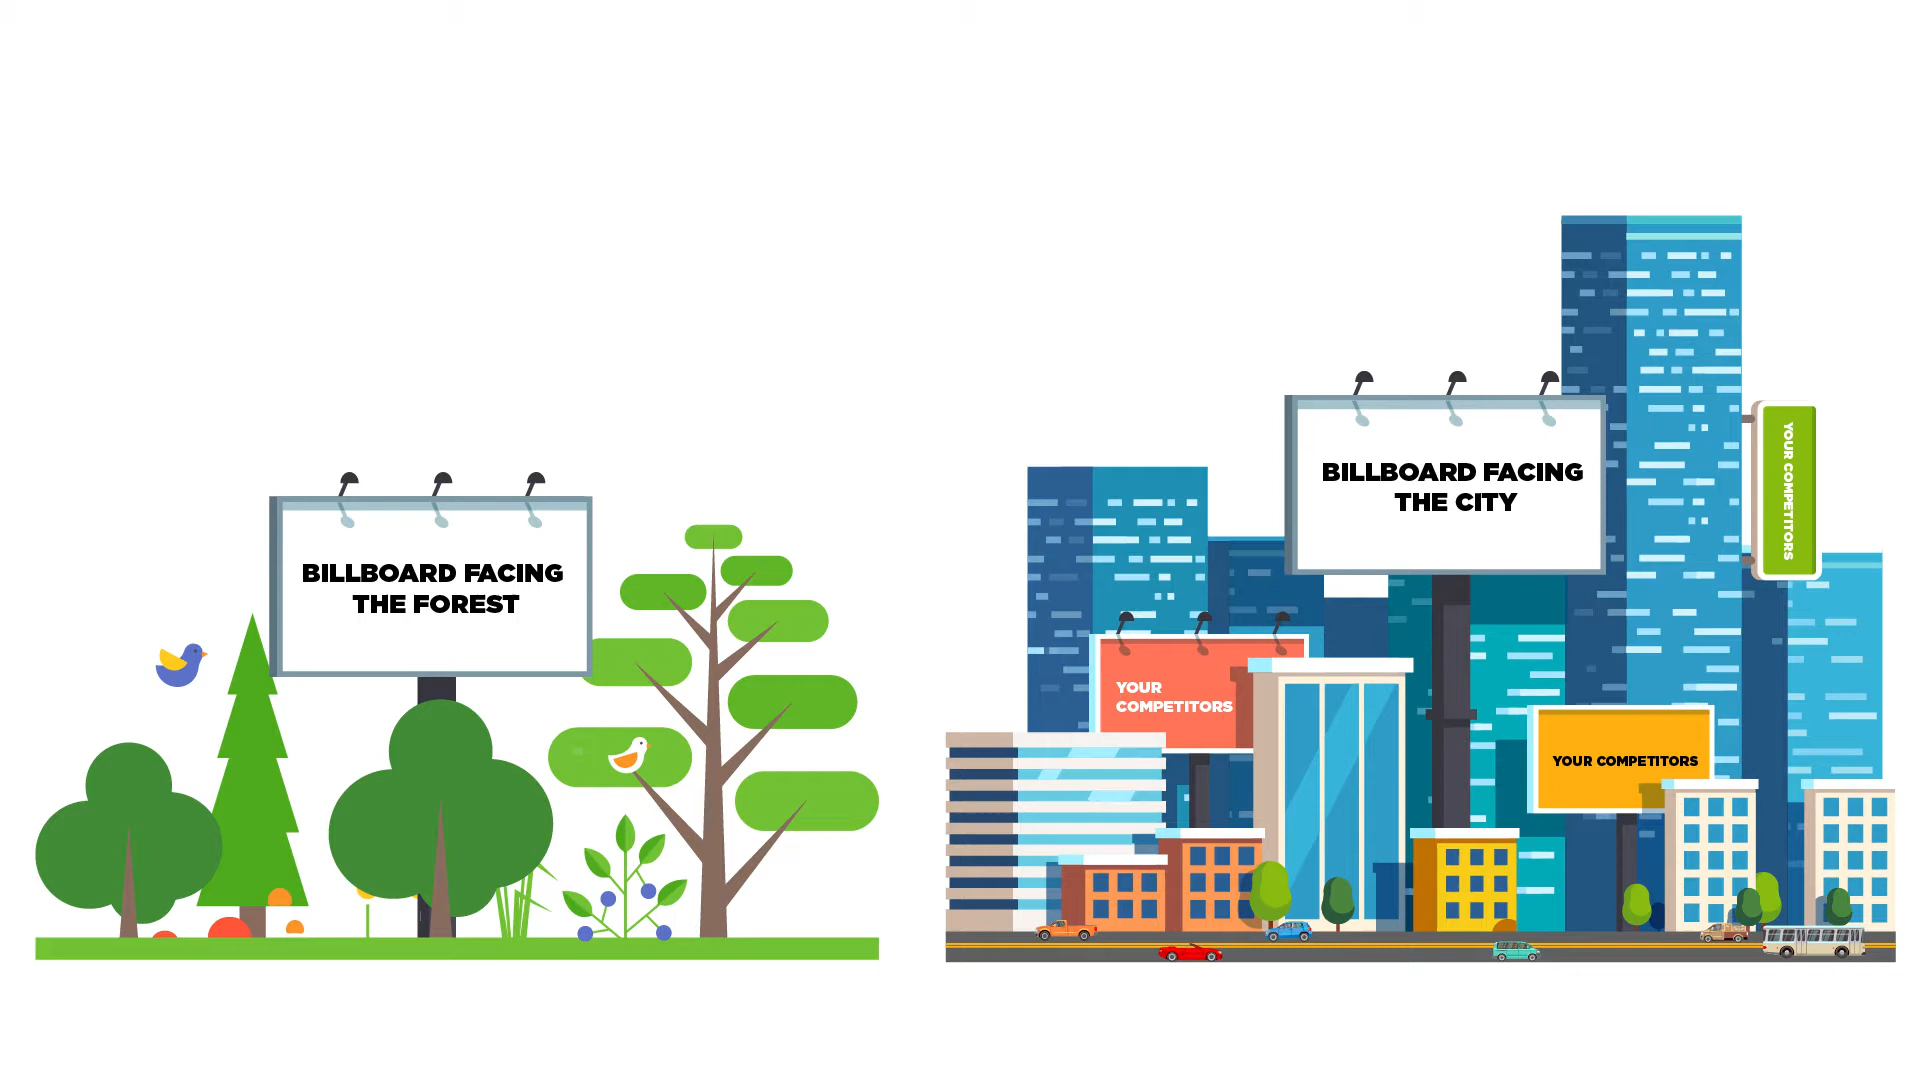 BILLBOARD FACING
THE FOREST
BILLBOARD FACING
THE CITY
YOUR COMPETITORS
YOUR
COMPETITORS
YOUR COMPETITORS